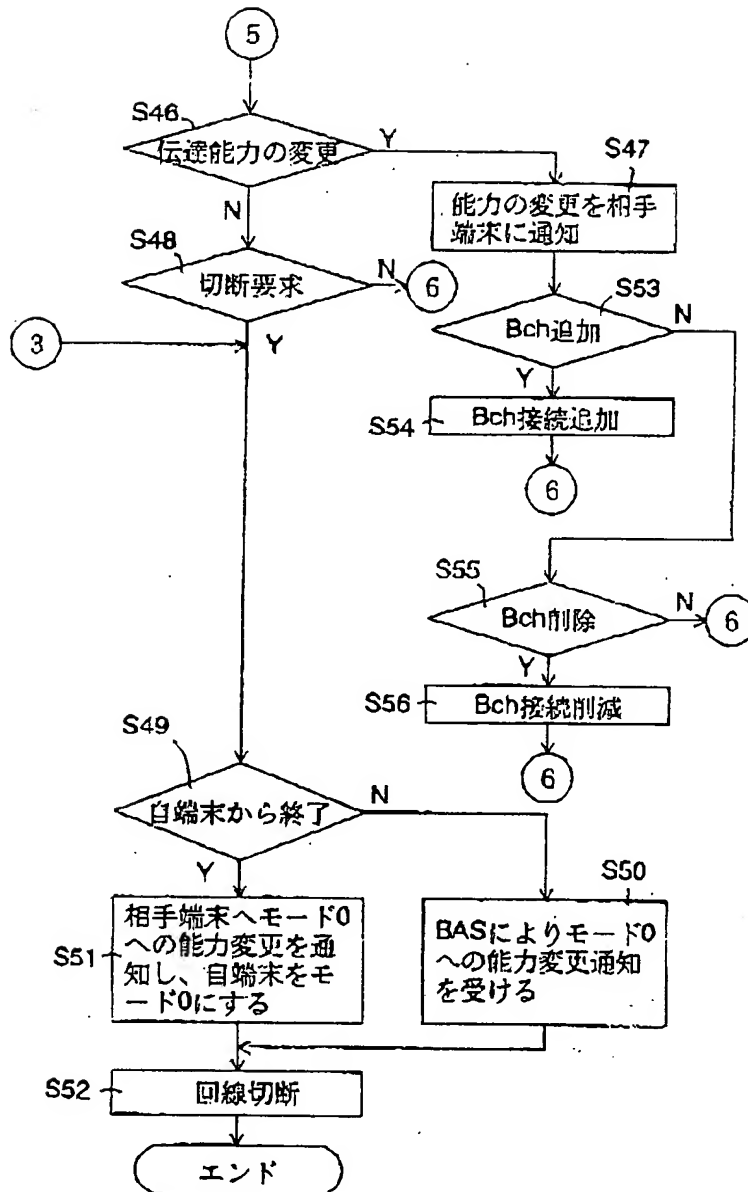 5
S46
伝達能力の変更
Y
N
S47
能力の変更を相手
端末に通知
S48
切断要求
N
6
Y
3
S53
Bch追加
N
Y
S54
Bch接続追加
6
S55
Bch削除
N
6
Y
S56
Bch接続削減
6
S49
自端末から終了
N
Y
S51
相手端末へモード0
への能力変更を通
知し、自端末をモ
ード0にする
S50
BASによりモード0
への能力変更通知
を受ける
S52
回線切断
エンド